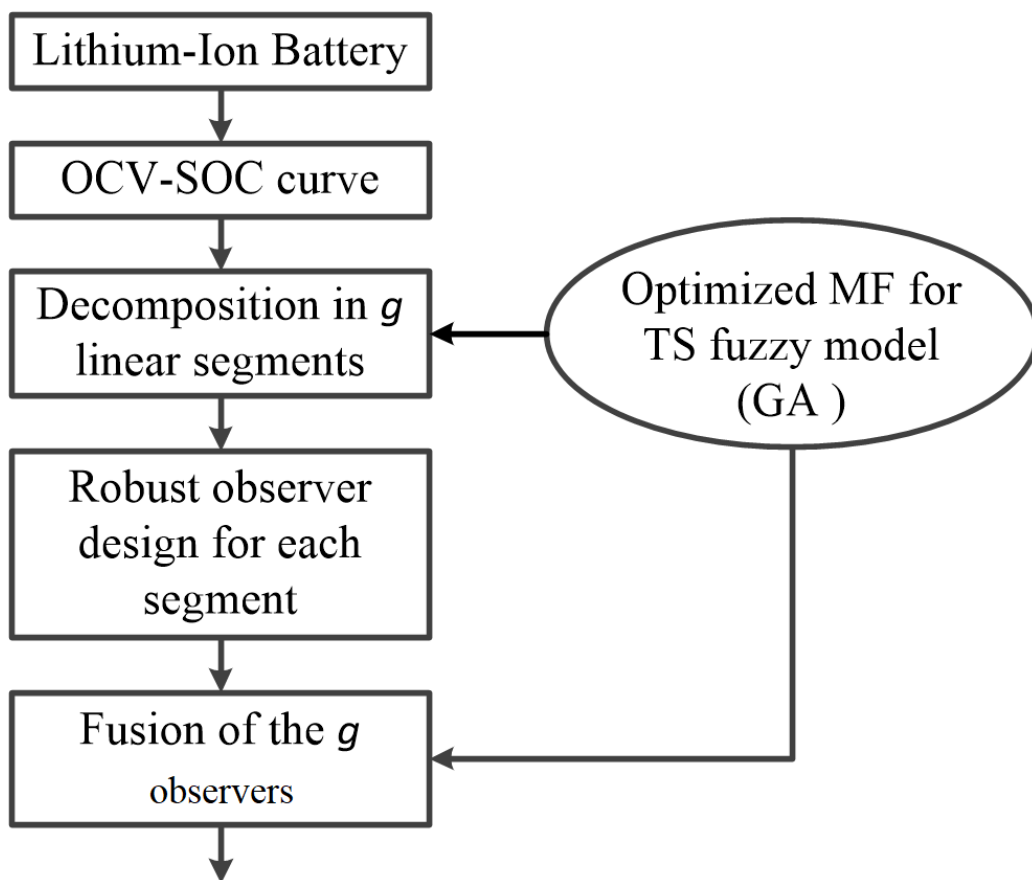 Lithium-Ion Battery
OCV-SOC curve
Decomposition in g
linear segments
Optimized MF for
TS fuzzy model
(GA )
Robust observer
design for each
segment
Fusion of the g
observers